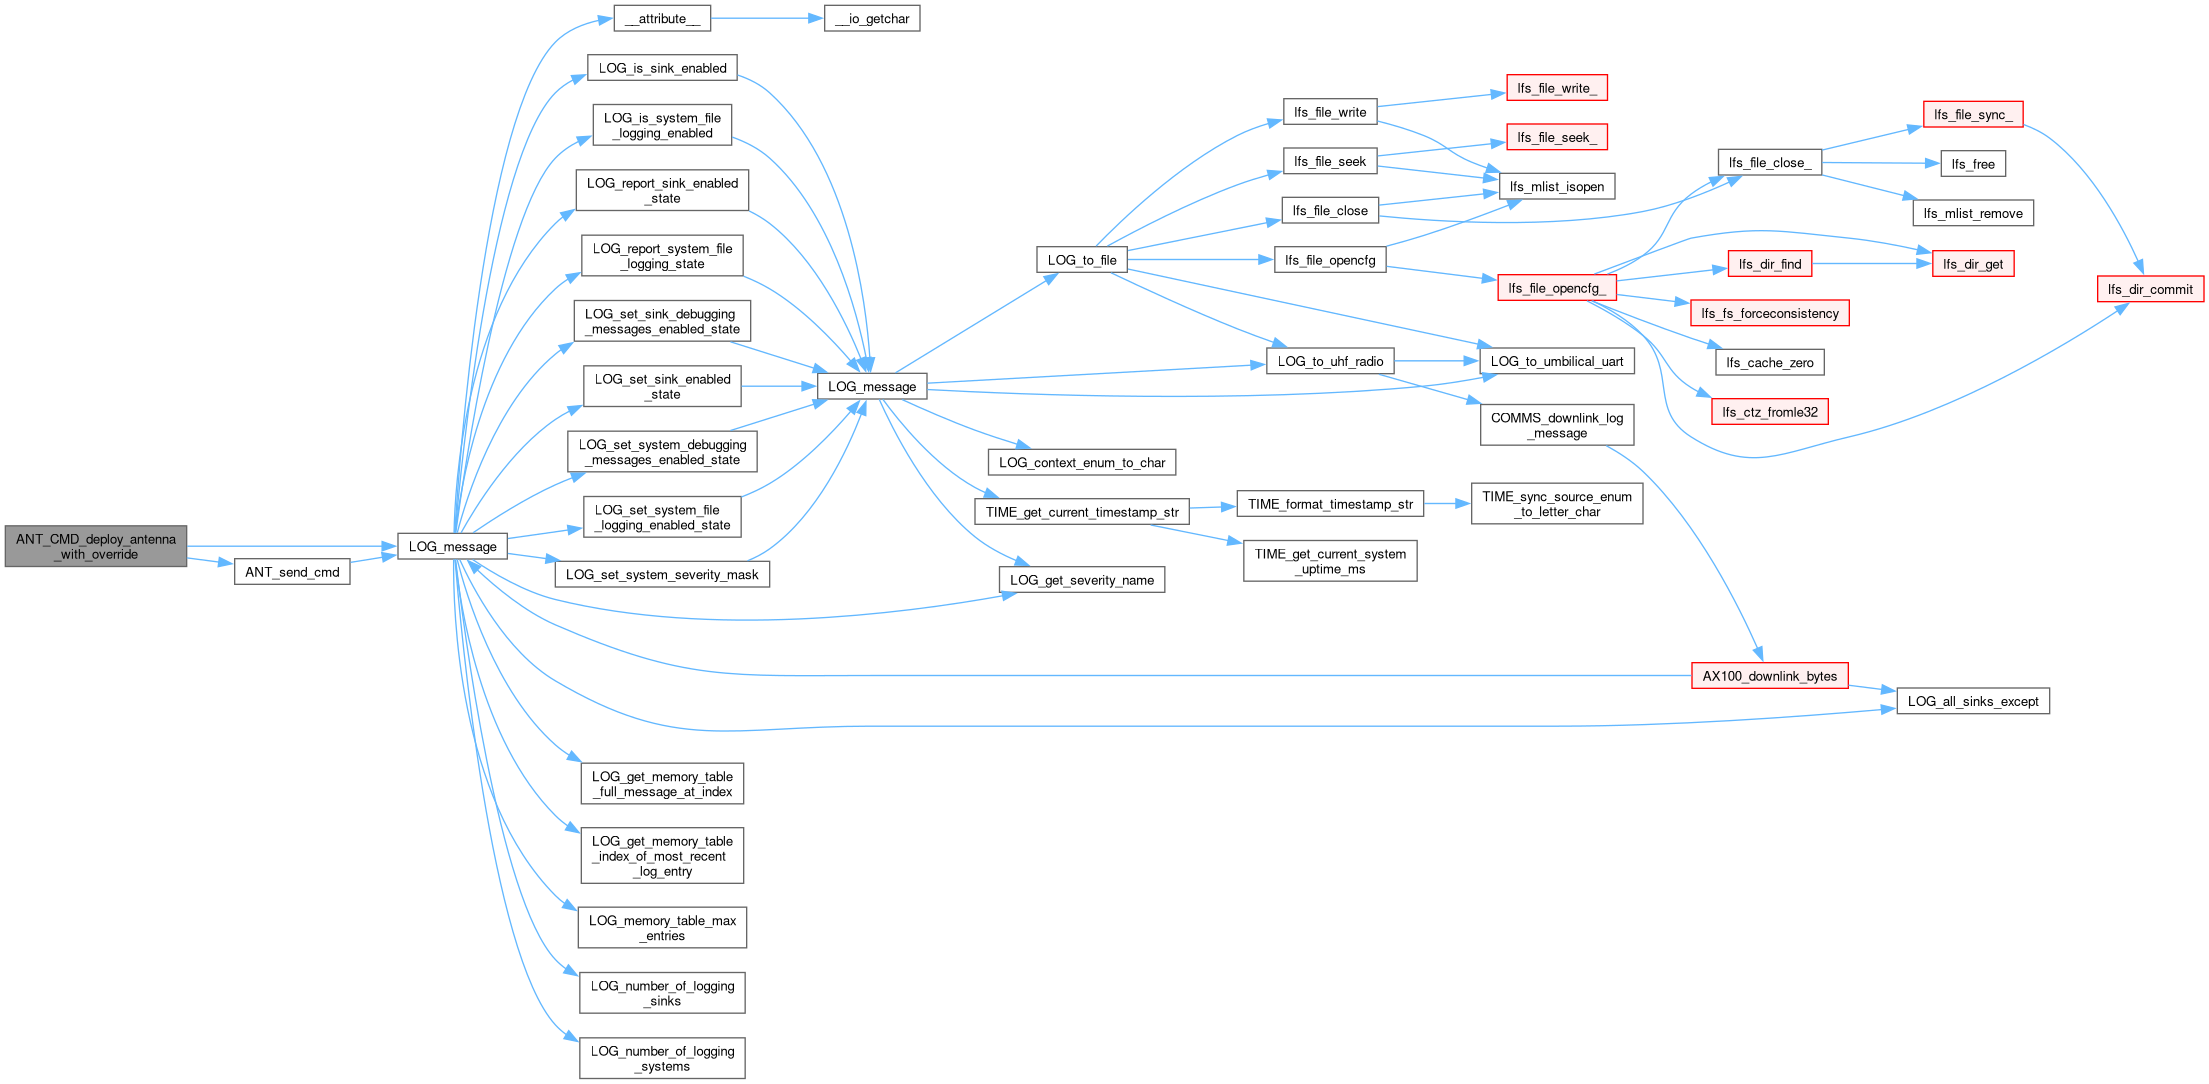 ANT_CMD_deploy_antenna
_with_override
ANT_send_cmd
LOG_message
__attribute__
__io_getchar
LOG_is_sink_enabled
LOG_is_system_file
_logging_enabled
LOG_report_sink_enabled
_state
LOG_report_system_file
_logging_state
LOG_set_sink_debugging
_messages_enabled_state
LOG_set_sink_enabled
_state
LOG_set_system_debugging
_messages_enabled_state
LOG_set_system_file
_logging_enabled_state
LOG_set_system_severity_mask
LOG_get_memory_table
_full_message_at_index
LOG_get_memory_table
_index_of_most_recent
_log_entry
LOG_memory_table_max
_entries
LOG_number_of_logging
_sinks
LOG_number_of_logging
_systems
LOG_message
LOG_to_file
LOG_context_enum_to_char
TIME_get_current_timestamp_str
LOG_get_severity_name
lfs_file_write
lfs_file_seek
lfs_file_close
lfs_file_opencfg
LOG_to_uhf_radio
TIME_format_timestamp_str
TIME_get_current_system
_uptime_ms
lfs_file_write_
lfs_file_seek_
lfs_mlist_isopen
lfs_file_opencfg_
LOG_to_umbilical_uart
COMMS_downlink_log
_message
TIME_sync_source_enum
_to_letter_char
lfs_file_close_
lfs_dir_find
lfs_fs_forceconsistency
lfs_cache_zero
lfs_ctz_fromle32
AX100_downlink_bytes
lfs_file_sync_
lfs_free
lfs_mlist_remove
lfs_dir_get
LOG_all_sinks_except
lfs_dir_commit